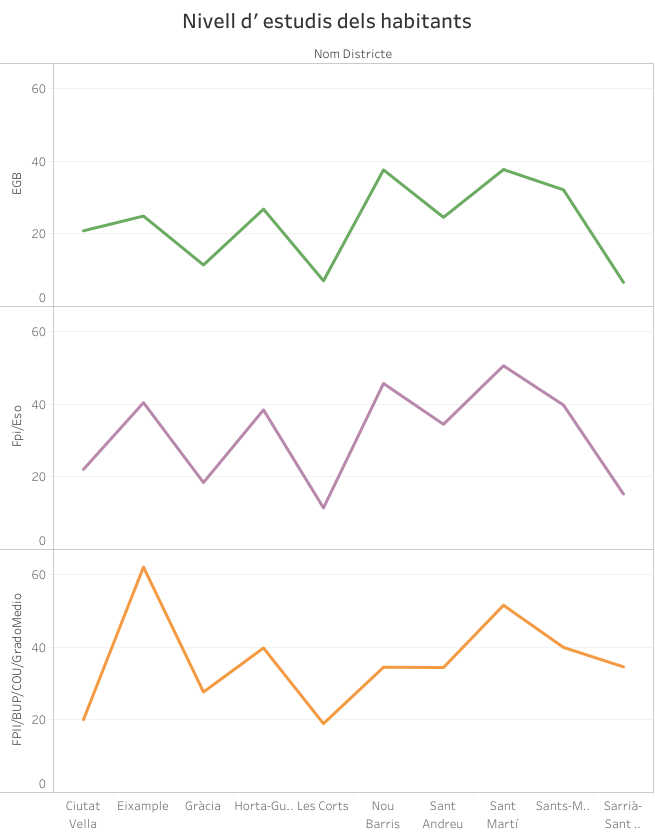 Nivell d’ estudis dels habitants
Nom Districte
60
40
20
0
EGB
60
40
20
0
Fpi/Eso
60
40
20
0
FPII/BUP/COU/GradoMedio
Ciutat Vella
Eixample
Gràcia
Horta-Gu..
Les Corts
Nou Barris
Sant Andreu
Sant Martí
Sants-M..
Sarrià-Sant ..